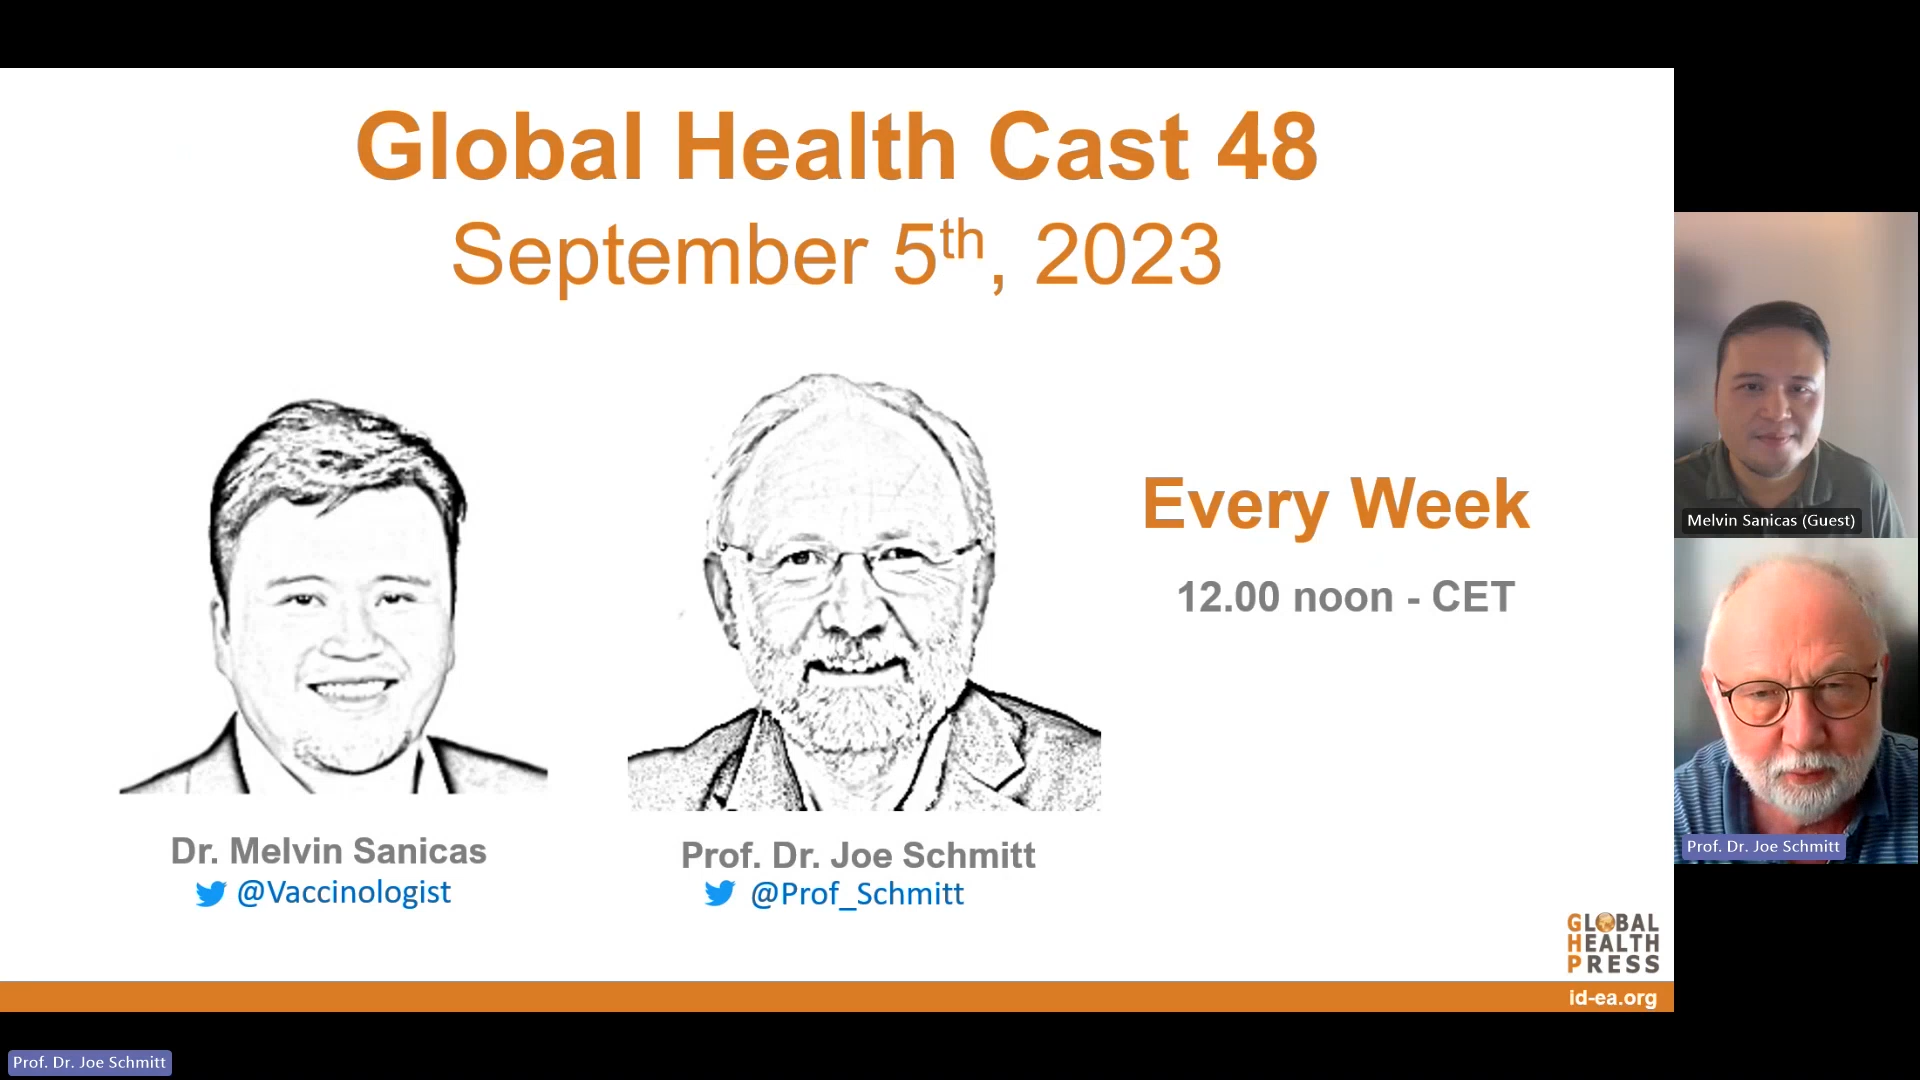 Global Health Cast 48
September 5th, 2023
Every Week
12.00 noon - CET
Dr. Melvin Sanicas
@Vaccinologist
Prof. Dr. Joe Schmitt
@Prof_Schmitt
GLOBAL
HEALTH
PRESS
id-ea.org
Melvin Sanicas (Guest)
Prof. Dr. Joe Schmitt
Prof. Dr. Joe Schmitt